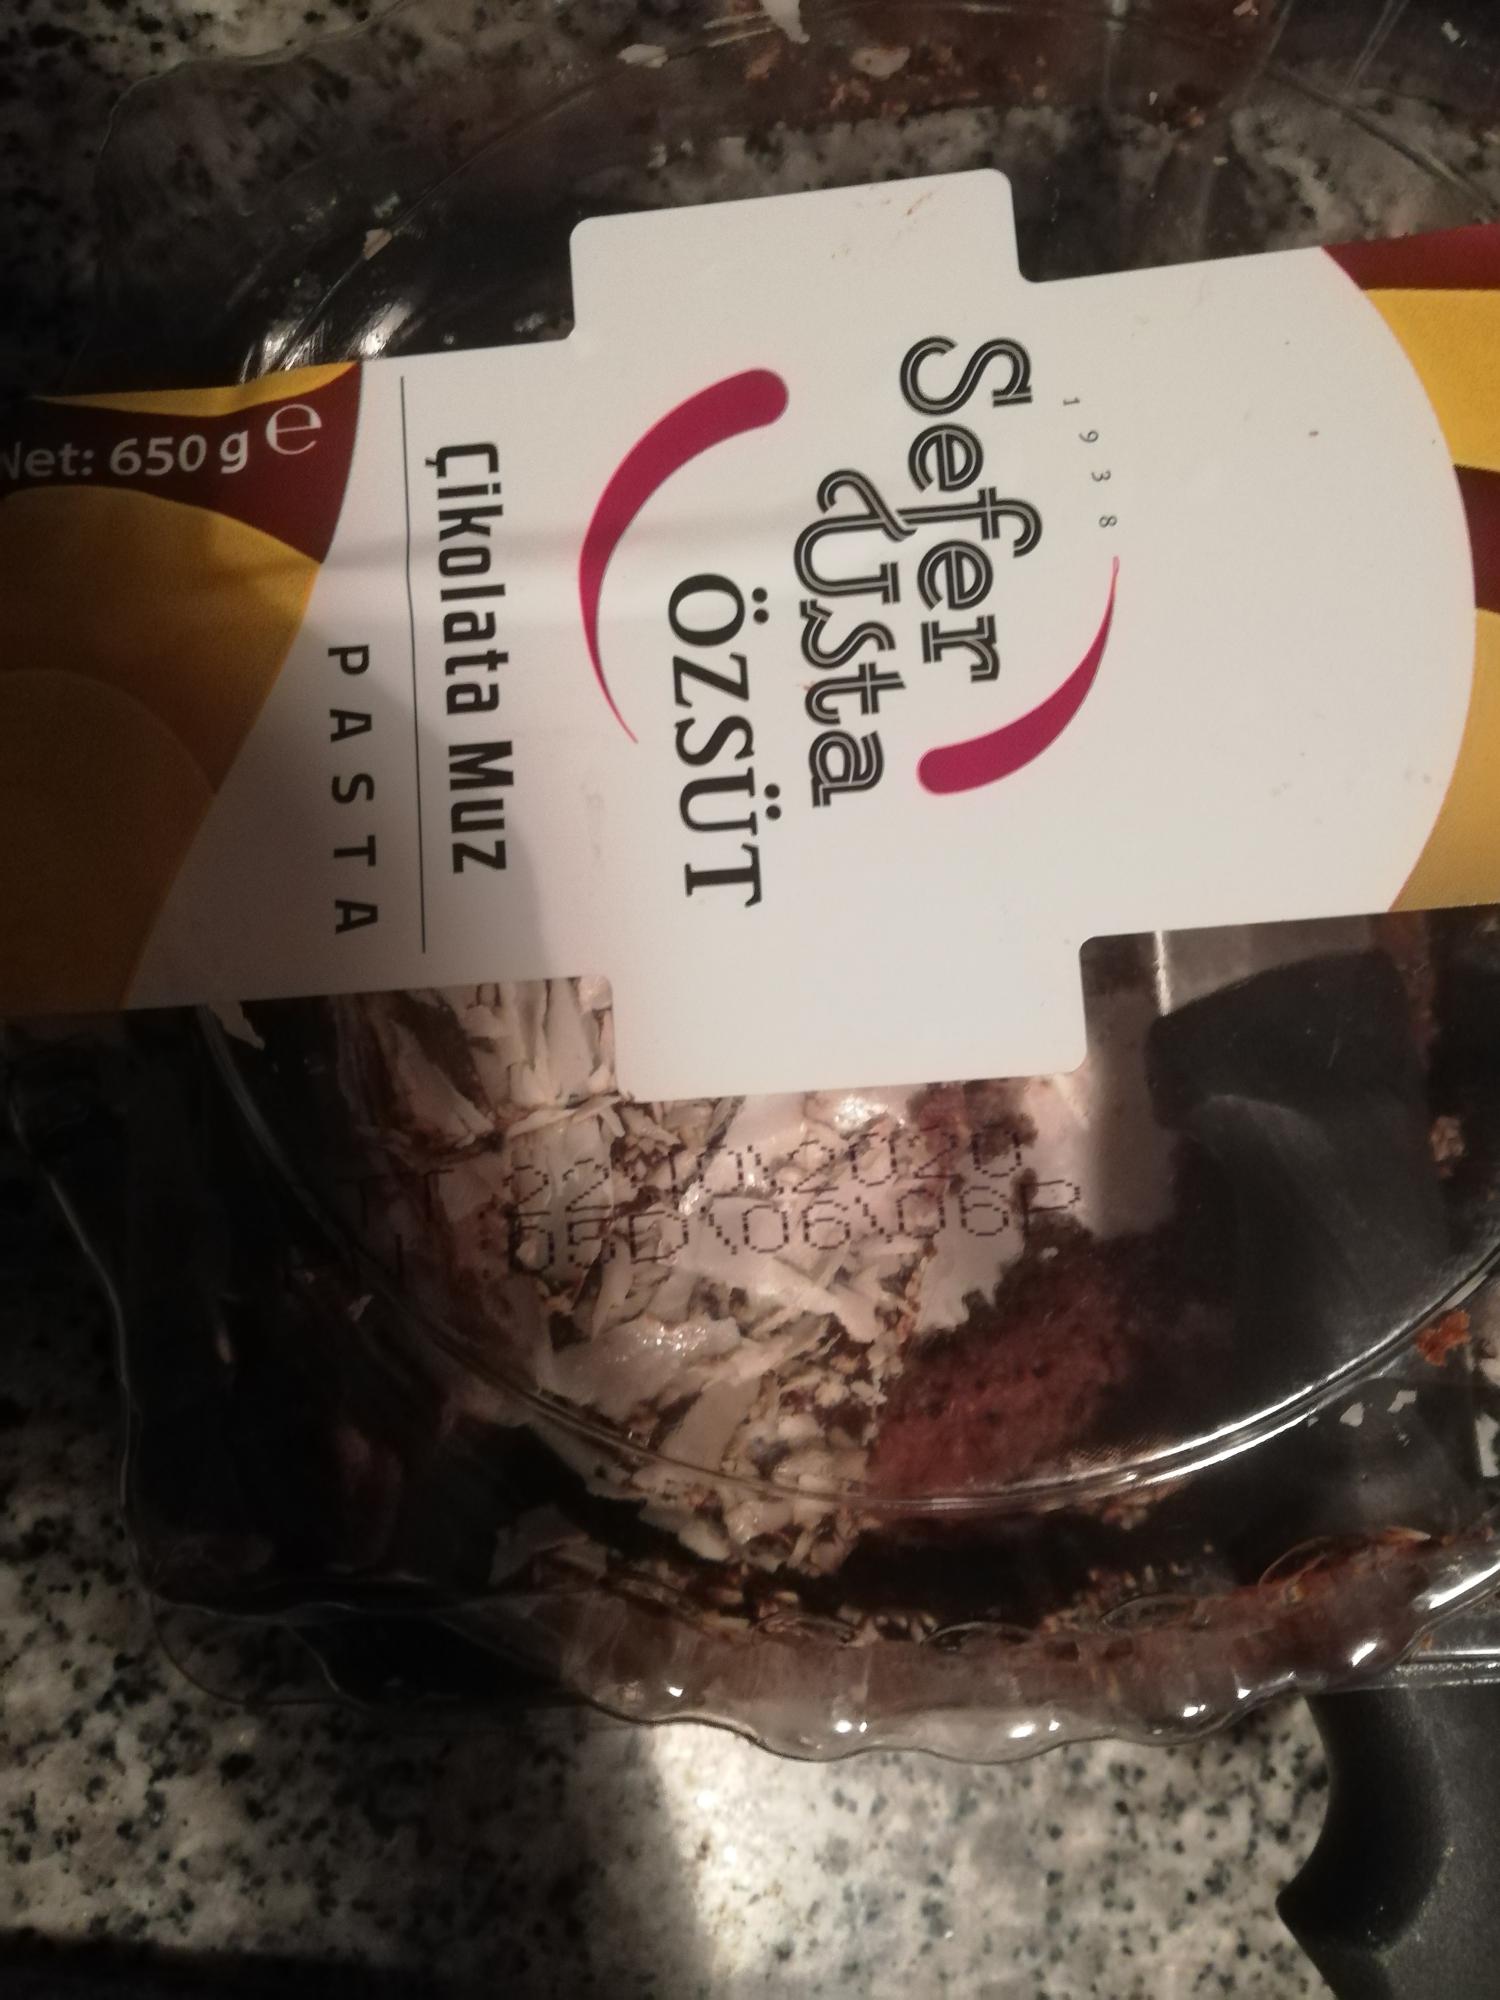 1938
Sefer
Usta
ÖZSÜT
Çikolata Muz
PASTA
Net: 650 g e